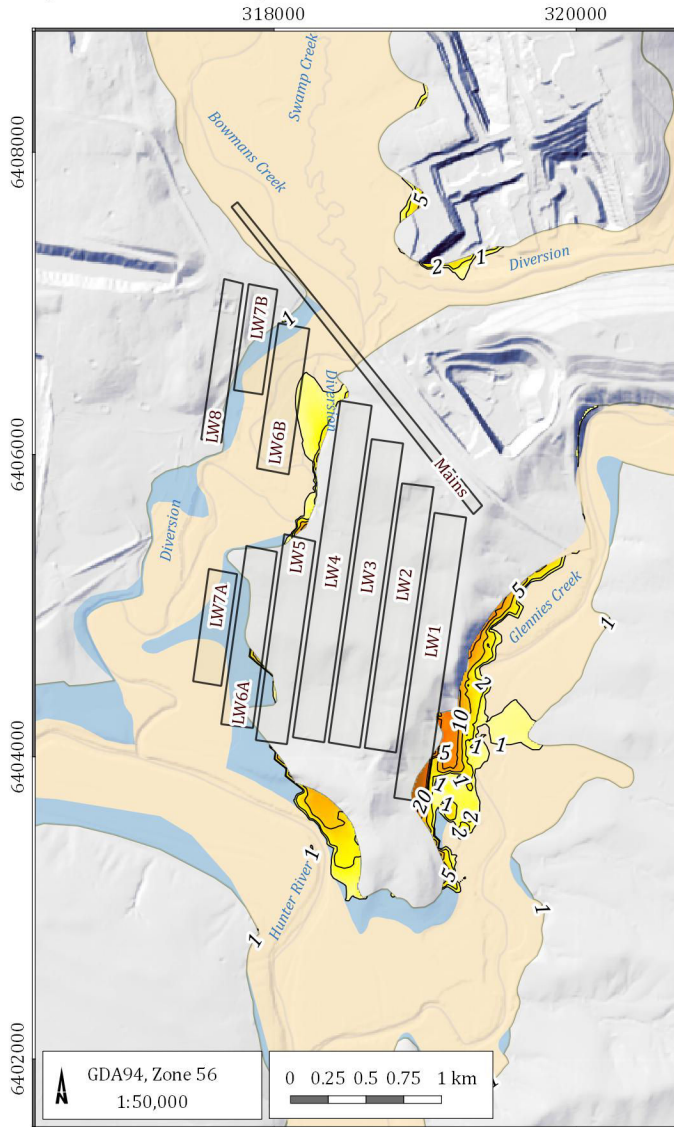 318000
320000
6408000
6406000
6404000
6402000
Swamp Creek
Bowmans Creek
5
2
1
Diversion
LW7B
1
LW8
LW6B
Diversion
Mains
Diversion
LW5
LW4
LW3
LW2
LW1
LW7A
LW6A
5
Glennies Creek
1
2
10
5
1
1
1
1
1
20
2
2
5
1
1
Hunter River
1
1
GDA94, Zone 56
1:50,000
0 0.25 0.5 0.75 1 km